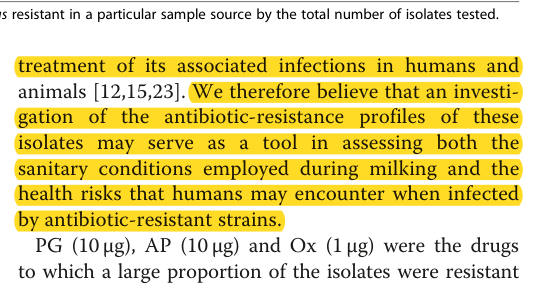 us resistant in a particular sample source by the total number of isolates tested.
treatment of its associated infections in humans and
animals [12,15,23]. We therefore believe that an investi-
gation of the antibiotic-resistance profiles of these
isolates may serve as a tool in assessing both the
sanitary conditions employed during milking and the
health risks that humans may encounter when infected
by antibiotic-resistant strains.
PG (10 μg), AP (10 μg) and Ox (1 μg) were the drugs
to which a large proportion of the isolates were resistant